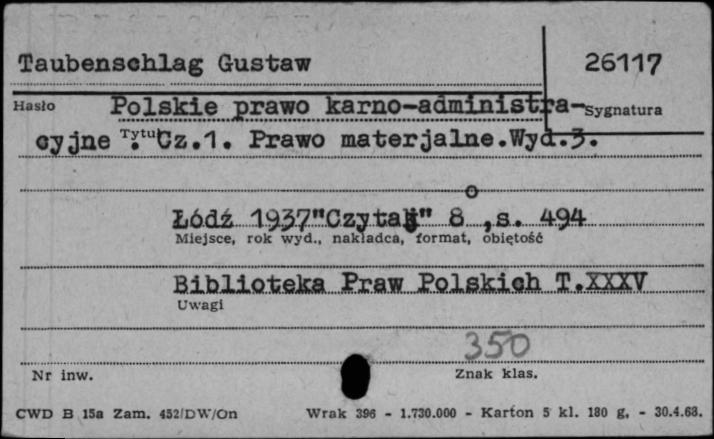 Taubenschlag Gustaw 26117
Hasło Polskie prawo karno-administra- Sygnatura
cyjne Tytuł . Cz.1. Prawo materjalne.Wyd.3.
o
Łódź 1937"Czytaj" 8 ,s. 494
Miejsce, rok wyd., nakładca, format, objętość
Biblioteka Praw Polskich T.XXXV
Uwagi
350
Nr inw. Znak klas.
CWD B 15a Zam. 452/DW/On Wrak 396 - 1.730.000 - Karton 5 kl. 180 g. - 30.4.68.